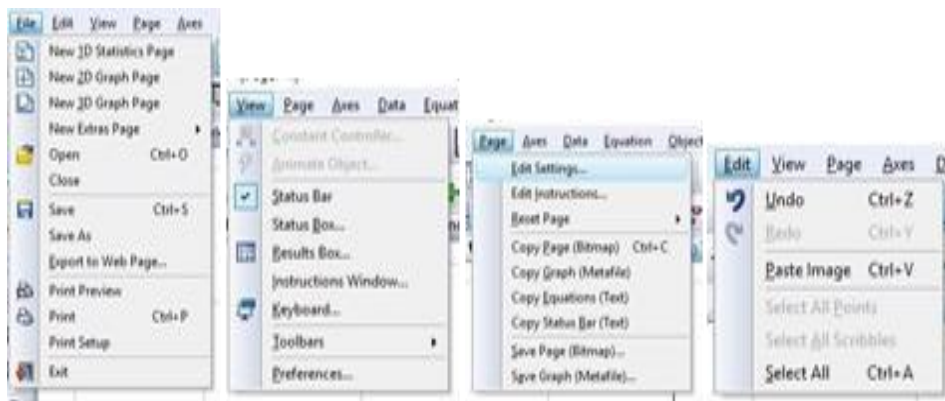 File Edit View Page Axes
New 1D Statistics Page
New 2D Graph Page
New 3D Graph Page
New Extras Page
Open Ctrl+O
Close
Save Ctrl+S
Save As
Export to Web Page...
Print Preview
Print Ctrl+P
Print Setup
Exit
View Page Axes Data Equat
Constant Controller...
Animate Object...
Status Bar
Status Box...
Results Box...
Instructions Window...
Keyboard...
Toolbars
Preferences...
Page Axes Data Equation Object
Edit Settings...
Edit Instructions...
Reset Page
Copy Page (Bitmap) Ctrl+C
Copy Graph (Metafile)
Copy Equations (Text)
Copy Status Bar (Text)
Save Page (Bitmap)...
Save Graph (Metafile)...
Edit View Page Axes D
Undo Ctrl+Z
Redo Ctrl+Y
Paste Image Ctrl+V
Select All Points
Select All Scribbles
Select All Ctrl+A